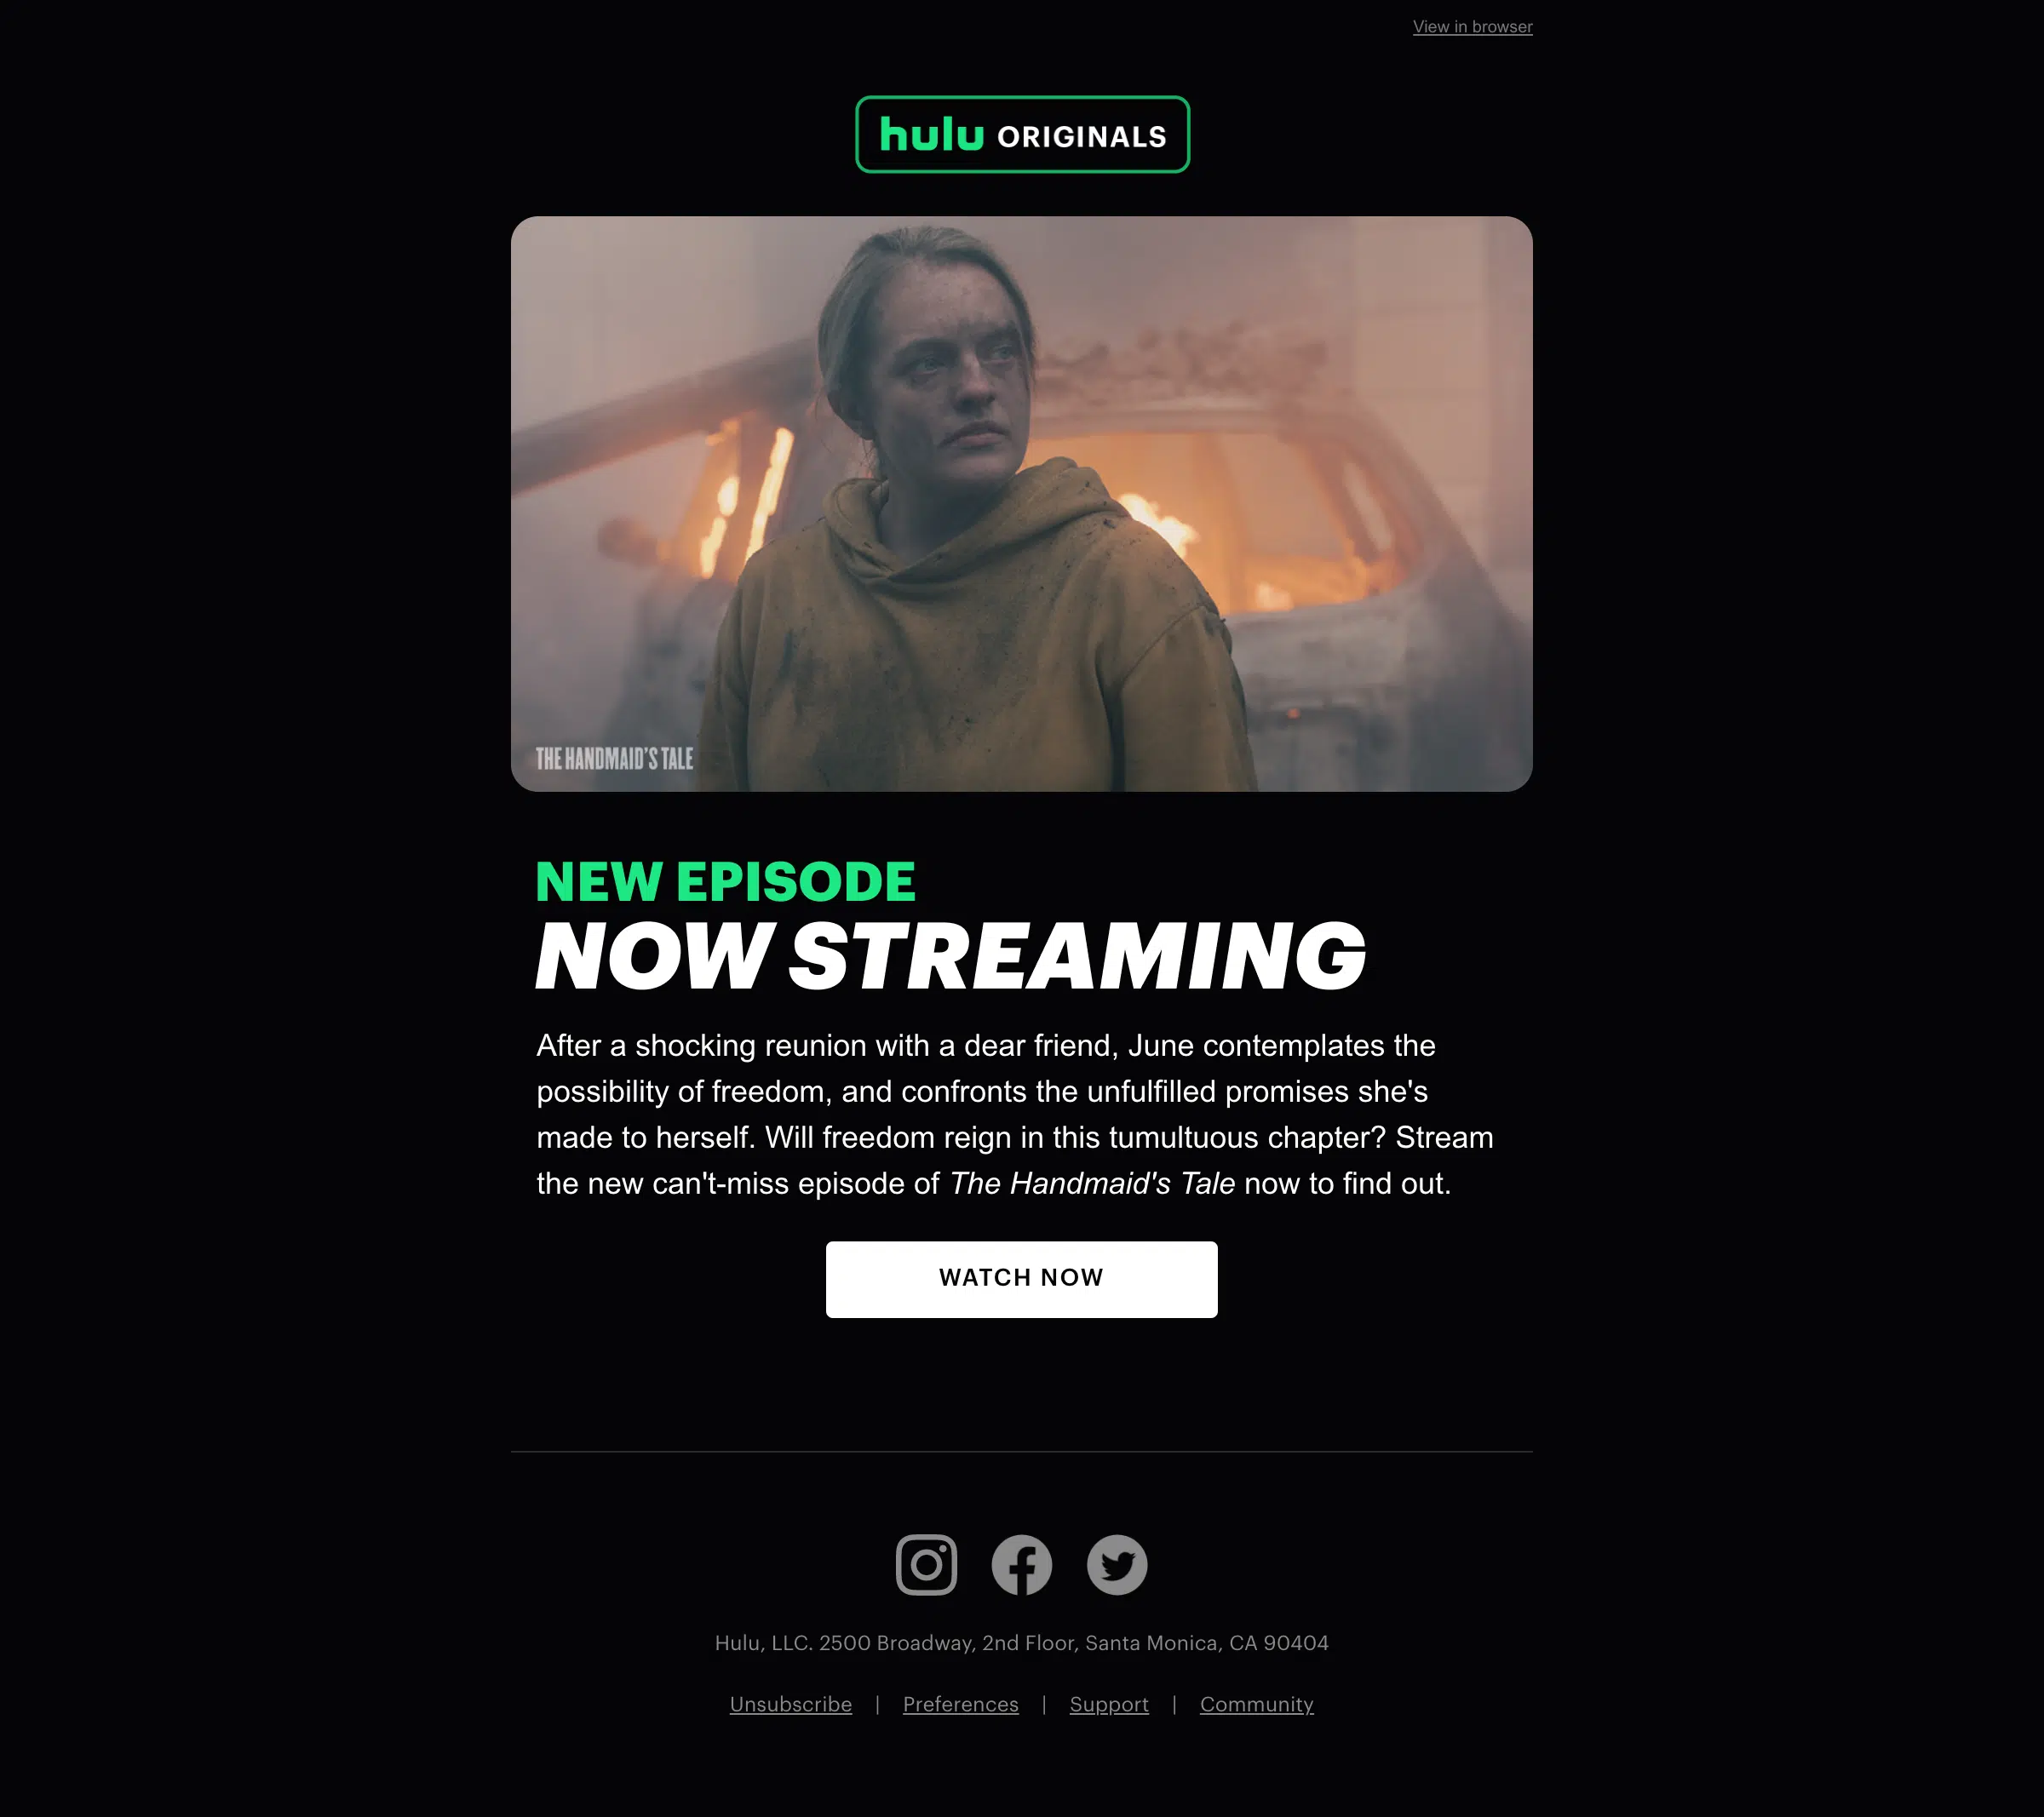 View in browser
hulu ORIGINALS
THE HANDMAID'S TALE
NEW EPISODE
NOW STREAMING
After a shocking reunion with a dear friend, June contemplates the
possibility of freedom, and confronts the unfulfilled promises she's
made to herself. Will freedom reign in this tumultuous chapter? Stream
the new can't-miss episode of The Handmaid's Tale now to find out.
WATCH NOW
Hulu, LLC. 2500 Broadway, 2nd Floor, Santa Monica, CA 90404
Unsubscribe | Preferences | Support | Community